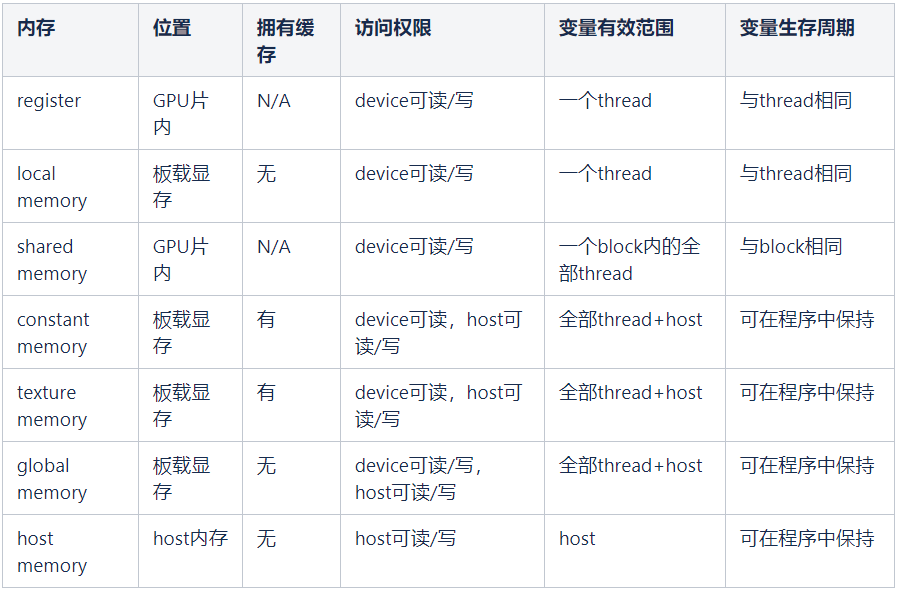 内存 位置 拥有缓 访问权限 变量有效范围 变量生存周期
存
register GPU片 N/A device可读/写 一个thread 与thread相同
内
local 板载显 无 device可读/写 一个thread 与thread相同
memory 存
shared GPU片 N/A device可读/写 一个block内的全 与block相同
memory 内 部thread
constant 板载显 有 device可读，host可 全部thread+host 可在程序中保持
memory 存 读/写
texture 板载显 有 device可读，host可 全部thread+host 可在程序中保持
memory 存 读/写
global 板载显 无 device可读/写， 全部thread+host 可在程序中保持
memory 存 host可读/写
host host内存 无 host可读/写 host 可在程序中保持
memory